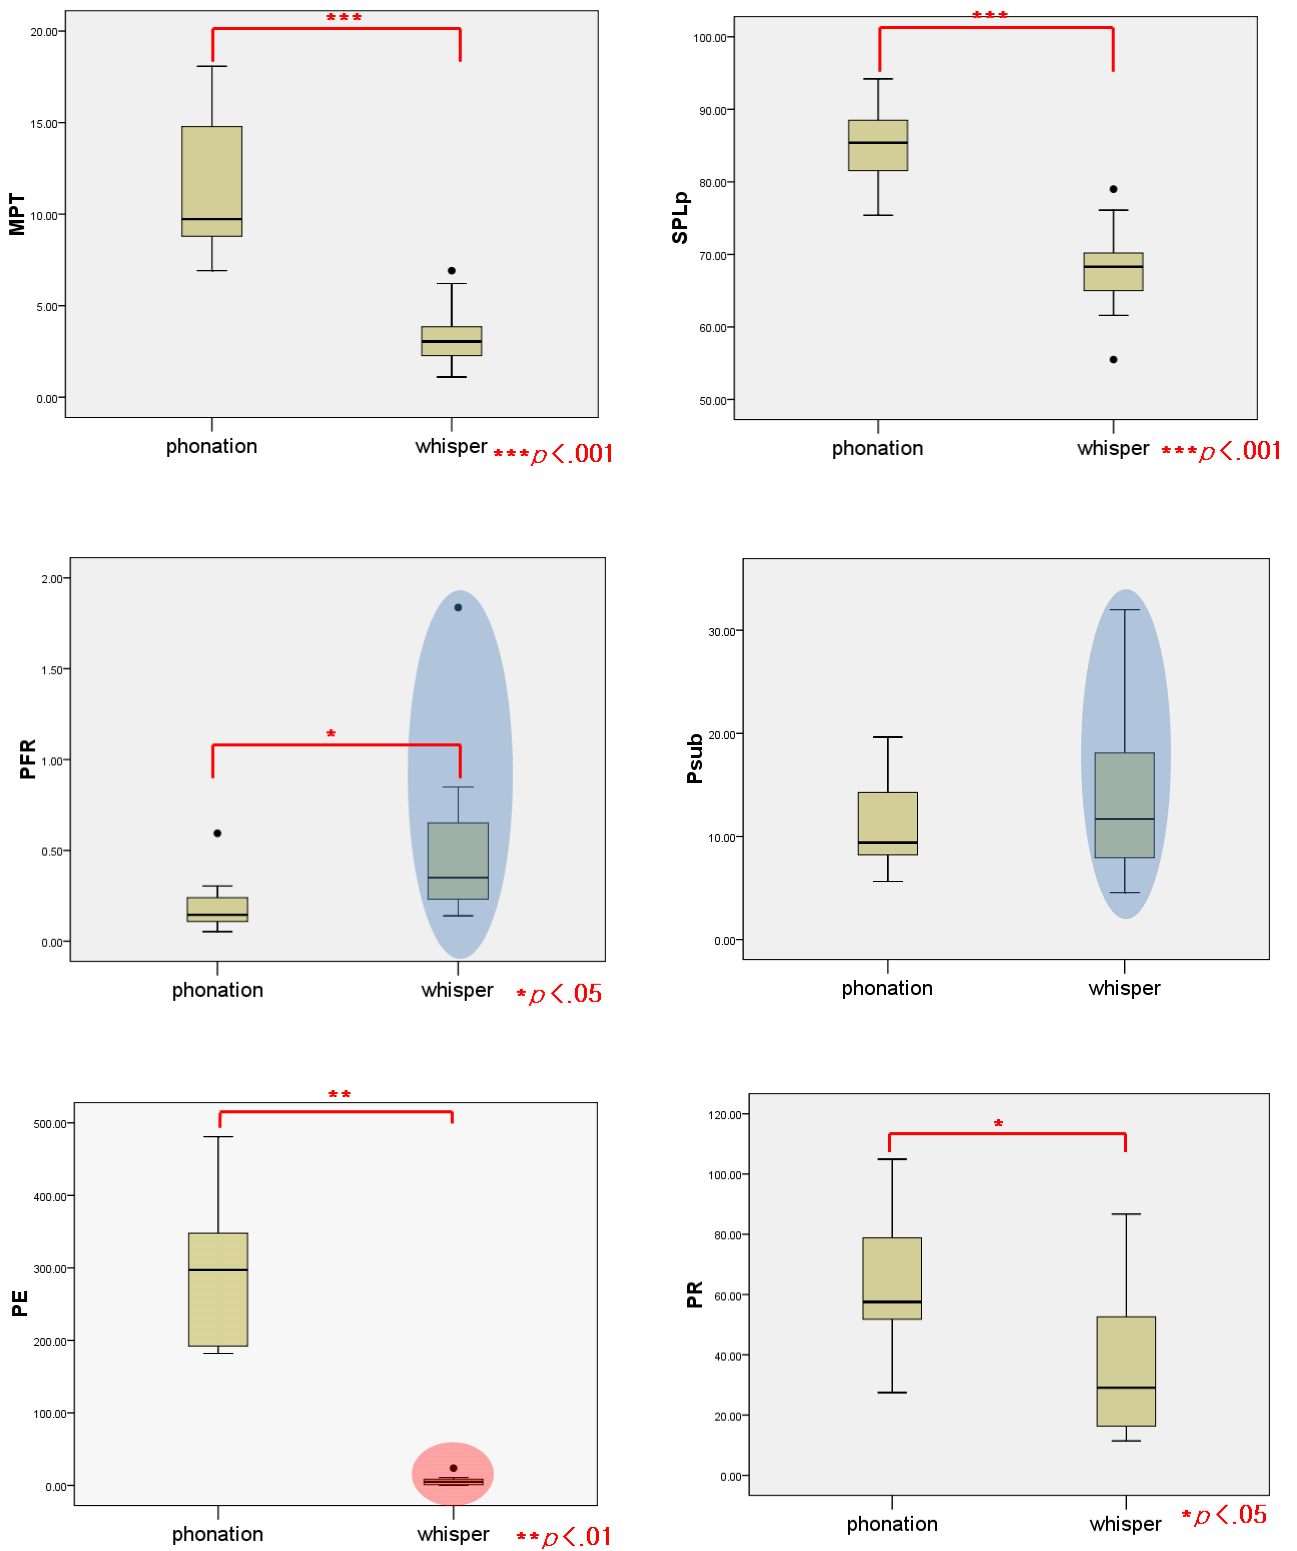 ***
20.00
15.00
10.00
5.00
0.00
MPT
phonation
whisper
***p<.001
***
100.00
90.00
80.00
70.00
60.00
50.00
SPLp
phonation
whisper
***p<.001
2.00
1.50
1.00
0.50
0.00
PFR
*
phonation
whisper
*p<.05
30.00
20.00
10.00
0.00
Psub
phonation
whisper
**
500.00
400.00
300.00
200.00
100.00
0.00
PE
phonation
whisper
**p<.01
120.00
100.00
80.00
60.00
40.00
20.00
0.00
PR
*
phonation
whisper
*p<.05